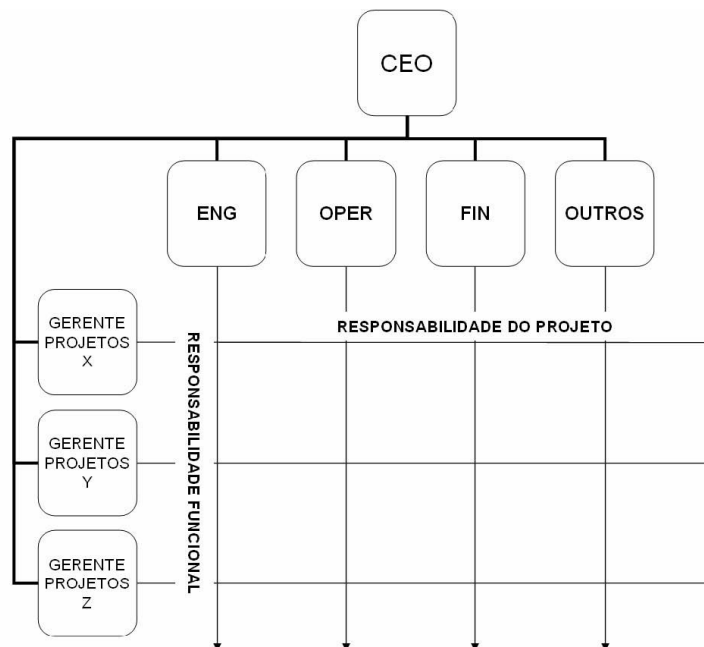 CEO
ENG
OPER
FIN
OUTROS
GERENTE
PROJETOS
X
RESPONSABILIDADE DO PROJETO
RESPONSABILIDADE FUNCIONAL
GERENTE
PROJETOS
Y
GERENTE
PROJETOS
Z